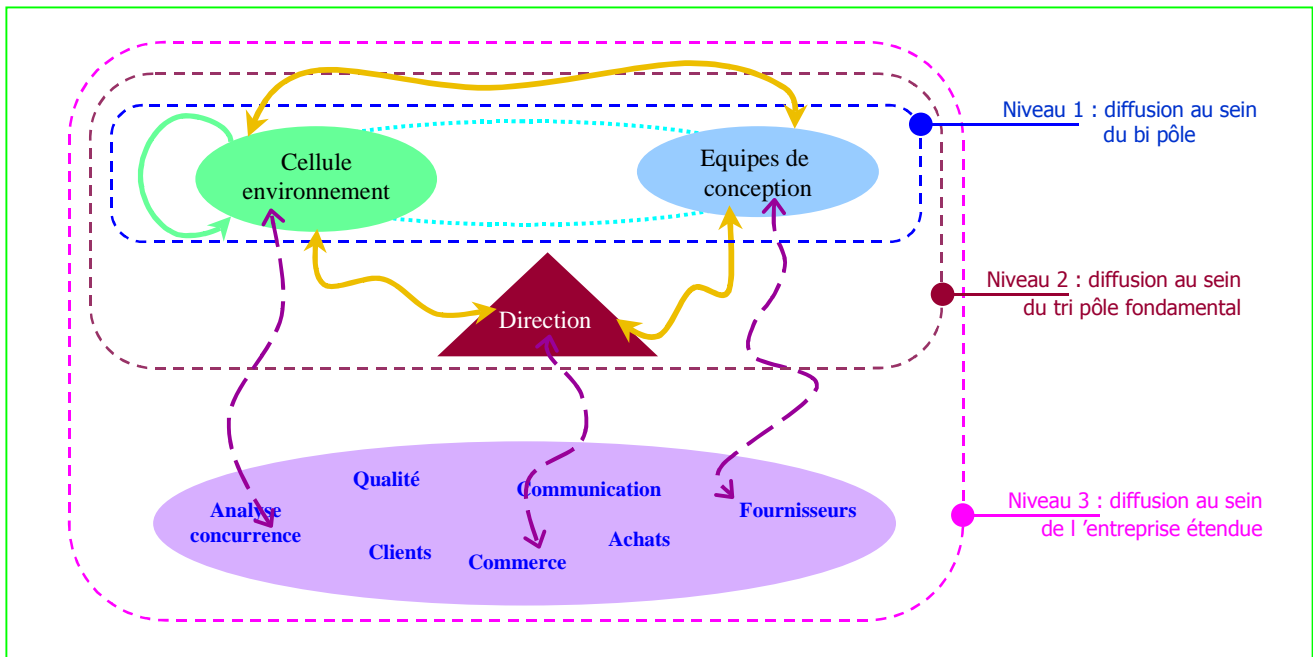 Niveau 1 : diffusion au sein
du bi pôle
Cellule
environnement
Equipes de
conception
Niveau 2 : diffusion au sein
du tri pôle fondamental
Direction
Qualité
Communication
Analyse
concurrence
Fournisseurs
Clients
Commerce
Achats
Niveau 3 : diffusion au sein
de l ’entreprise étendue